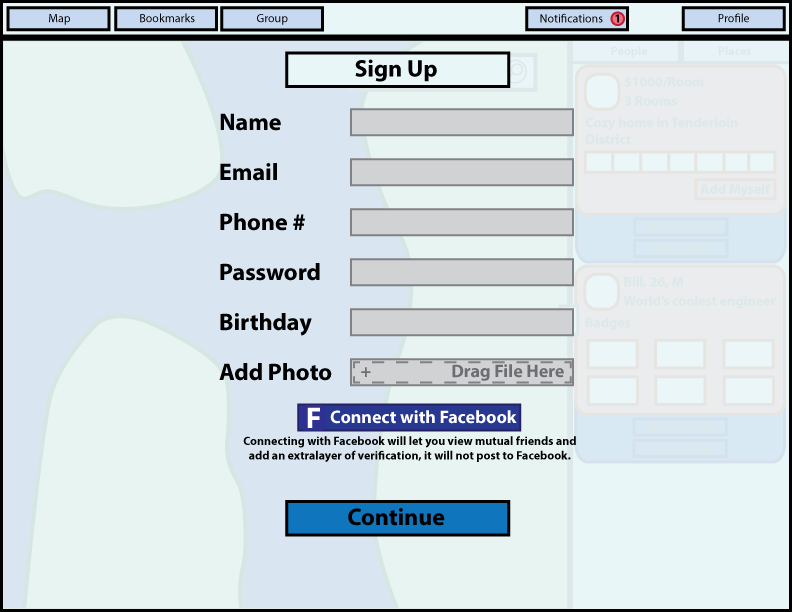 Map
Bookmarks
Group
Notifications 1
Profile
People
Places
Sign Up
$1000/Room
3 Rooms
Cozy home in Tenderloin
District
Add Myself
Name
Email
Phone #
Password
Birthday
Add Photo
+ Drag File Here
Bill, 26, M
World's coolest engineer
Badges
F Connect with Facebook
Connecting with Facebook will let you view mutual friends and
add an extralayer of verification, it will not post to Facebook.
Continue